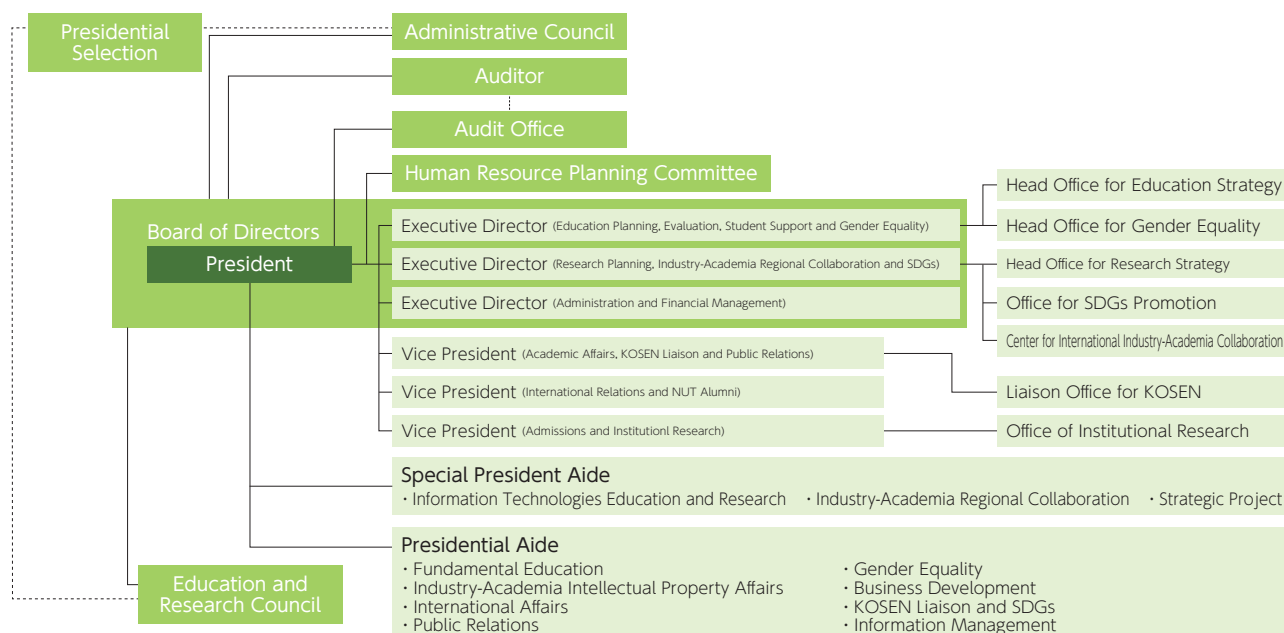 Presidential
Selection
Administrative Council
Auditor
Audit Office
Human Resource Planning Committee
Board of Directors
President
Executive Director (Education Planning, Evaluation, Student Support and Gender Equality)
Executive Director (Research Planning, Industry-Academia Regional Collaboration and SDGs)
Executive Director (Administration and Financial Management)
Vice President (Academic Affairs, KOSEN Liaison and Public Relations)
Vice President (International Relations and NUT Alumni)
Vice President (Admissions and Institutionl Research)
Head Office for Education Strategy
Head Office for Gender Equality
Head Office for Research Strategy
Office for SDGs Promotion
Center for International Industry-Academia Collaboration
Liaison Office for KOSEN
Office of Institutional Research
Special President Aide
・Information Technologies Education and Research ・Industry-Academia Regional Collaboration ・Strategic Project
Presidential Aide
・Fundamental Education
・Industry-Academia Intellectual Property Affairs
・International Affairs
・Public Relations
・Gender Equality
・Business Development
・KOSEN Liaison and SDGs
・Information Management
Education and
Research Council